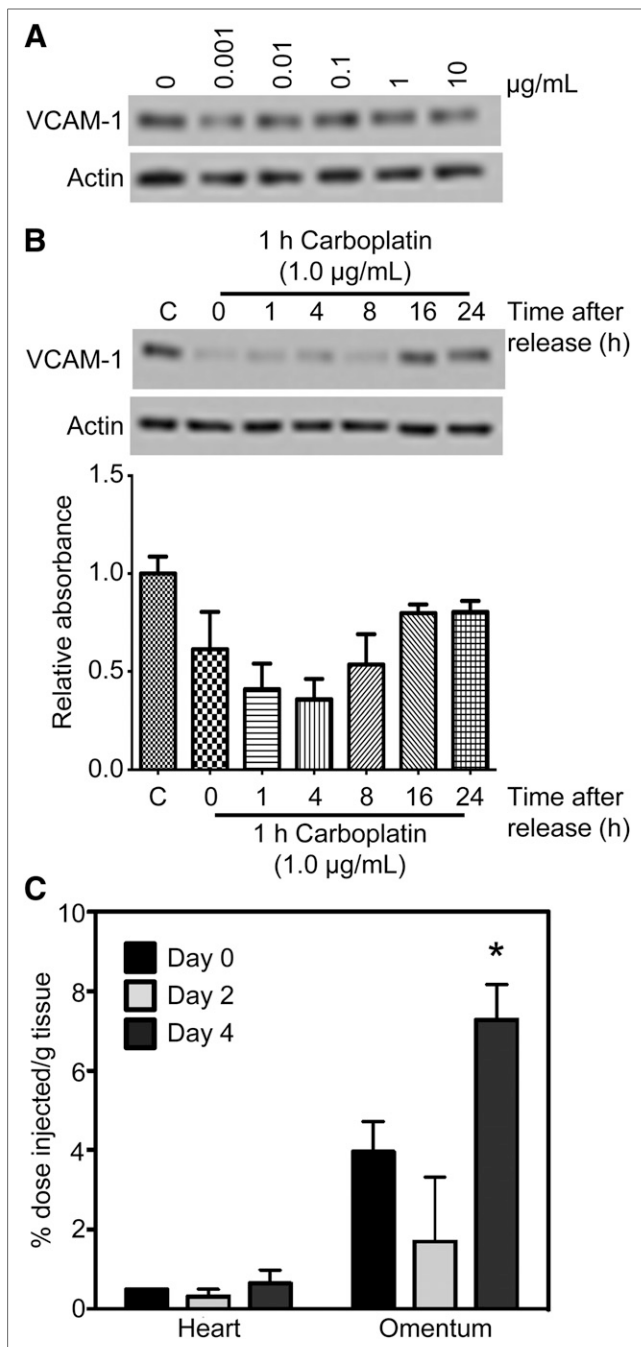 A
0 0.001 0.01 0.1 1 10 µg/mL
VCAM-1
Actin
B
1 h Carboplatin
(1.0 µg/mL)
C 0 1 4 8 16 24 Time after
release (h)
VCAM-1
Actin
Relative absorbance
1.5
1.0
0.5
0.0
C 0 1 4 8 16 24 Time after
release (h)
1 h Carboplatin
(1.0 µg/mL)
C
% dose injected/g tissue
10
8
6
4
2
0
Day 0
Day 2
Day 4
*
Heart Omentum